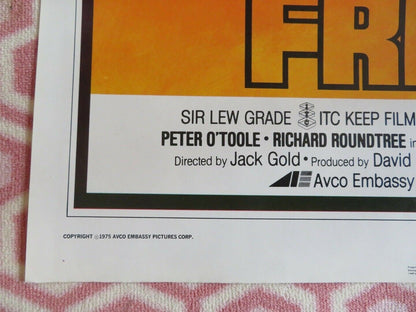 FRI
SIR LEW GRADE ITC KEEP FILM
PETER O'TOOLE • RICHARD ROUNDTREE in
Directed by Jack Gold • Produced by David
Avco Embassy
COPYRIGHT ©1975 AVCO EMBASSY PICTURES CORP.